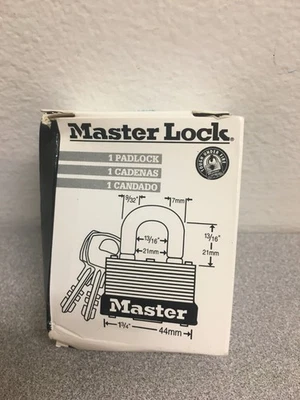 Master Lock®
1 PADLOCK
1 CADENAS
1 CANDADO
9/32"
7mm
13/16"
21mm
13/16"
21mm
Master
1¾"
44mm